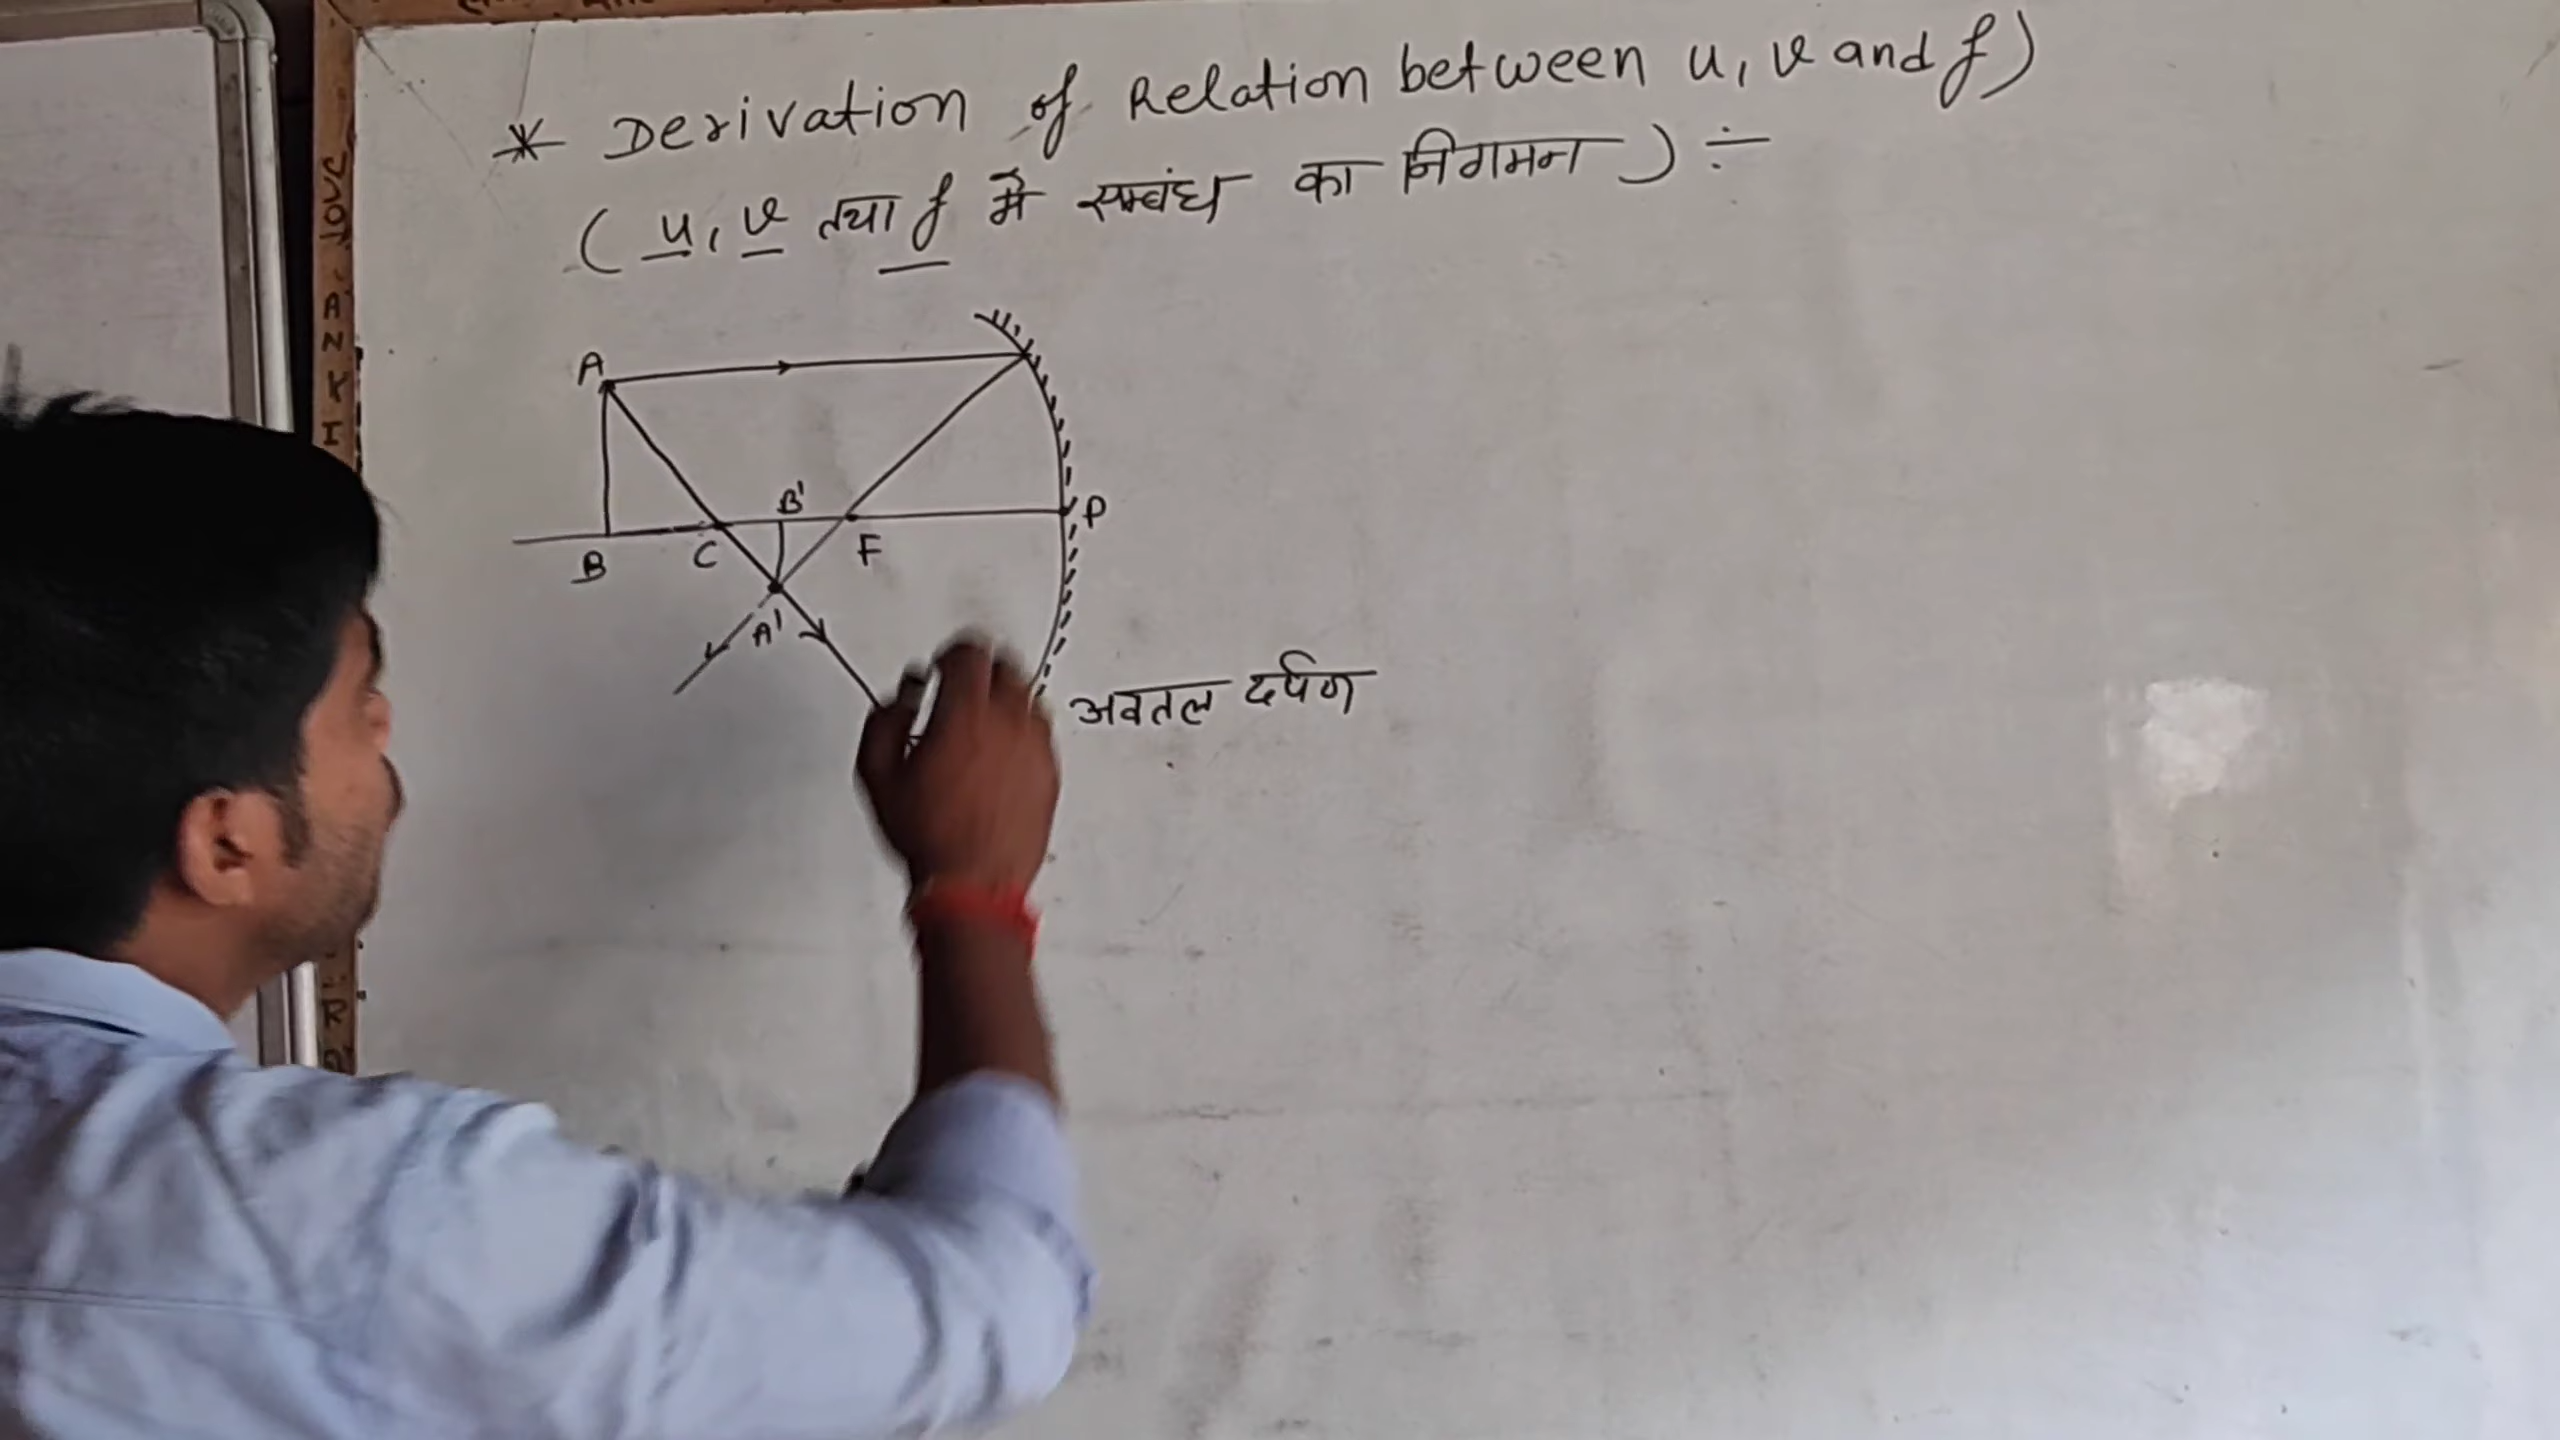 * Derivation of Relation between u, v and f)
( u, v तथा f में सम्बंध का निगमन ) ÷
A
B'
P
B C F
A'
अवतल दर्पण